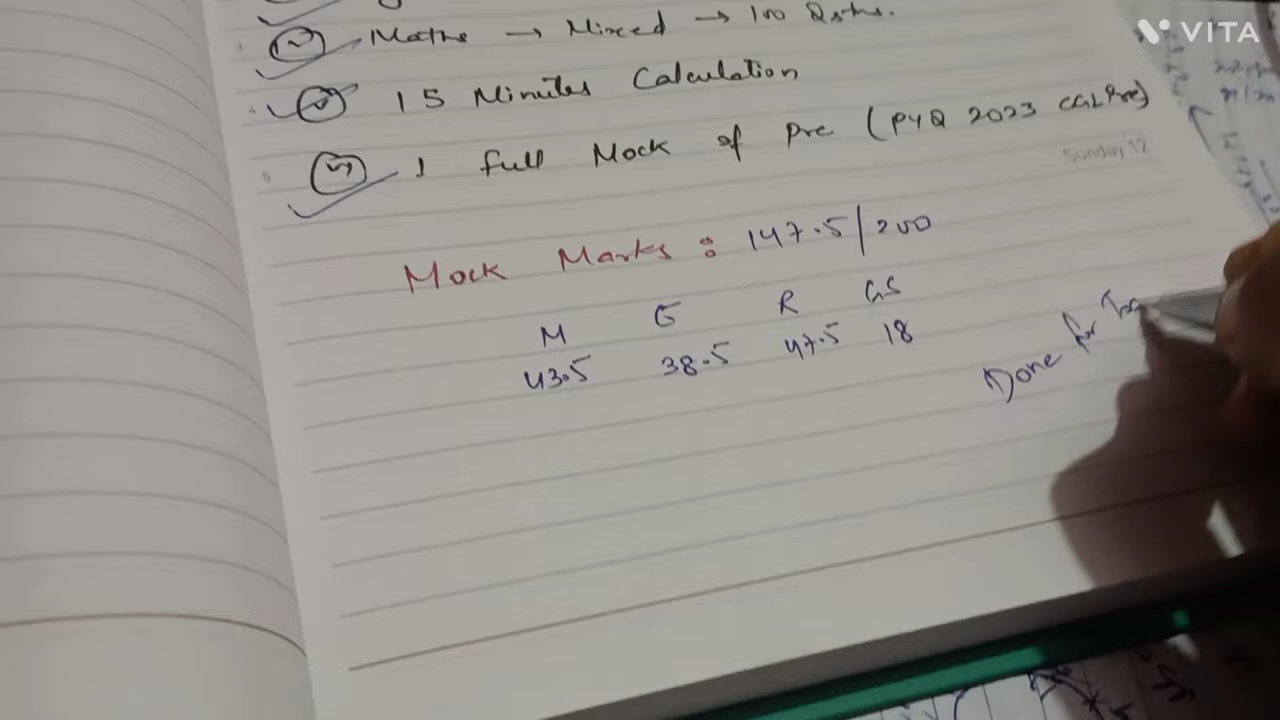 VITA
Maths → Mixed → 100 Qstns.
15 Minutes Calculation
1 full Mock of Pre (PYQ 2023 CGL Pre)
Sunday 12
Mock Marks : 147.5/200
M E R GS
43.5 38.5 47.5 18
Done for